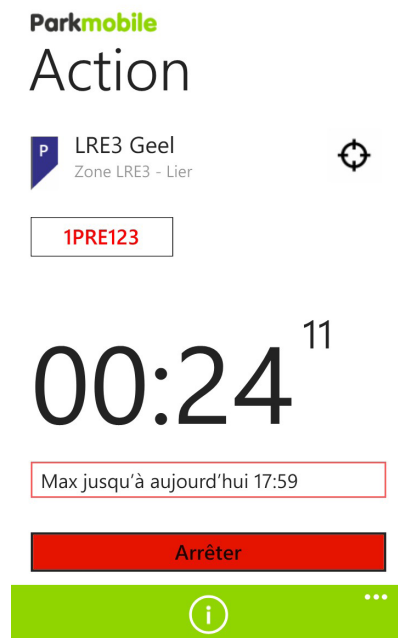 Parkmobile
Action
P
LRE3 Geel
Zone LRE3 - Lier
1PRE123
00:24 11
Max jusqu'à aujourd'hui 17:59
Arrêter